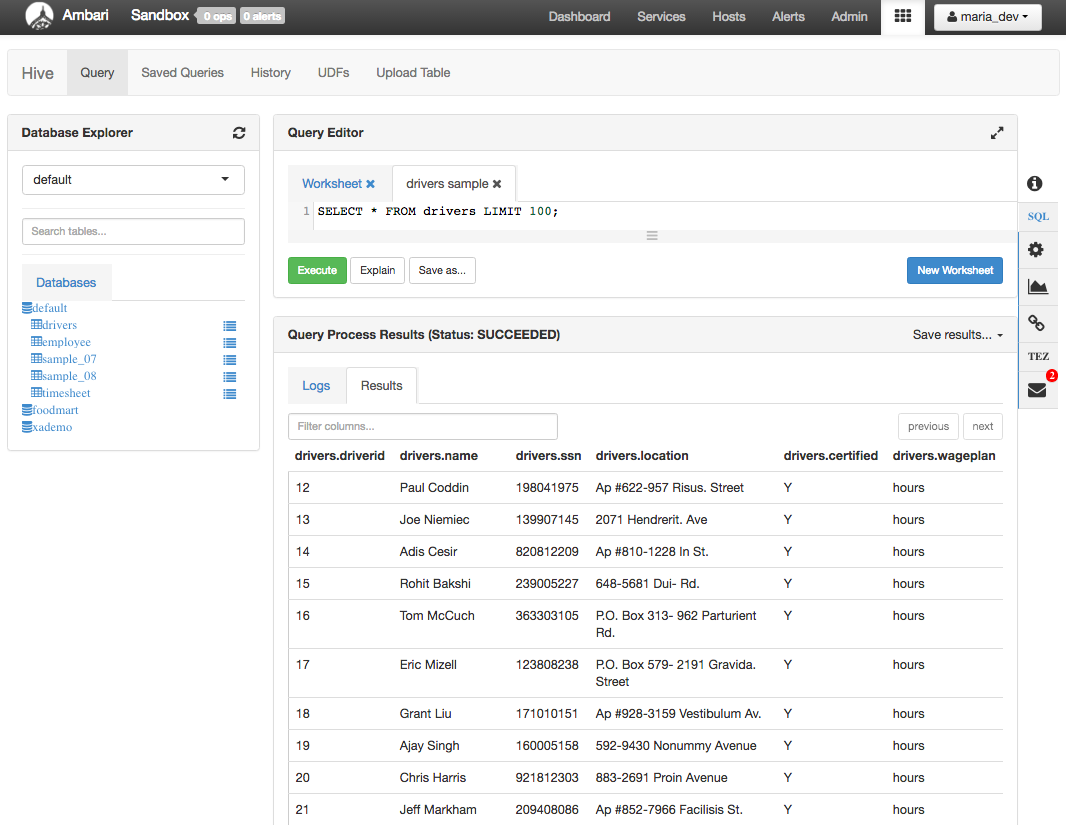 Ambari Sandbox 0 ops 0 alerts Dashboard Services Hosts Alerts Admin maria_dev
Hive Query Saved Queries History UDFs Upload Table
Database Explorer
default
Search tables...
Databases
default
drivers
employee
sample_07
sample_08
timesheet
foodmart
xademo
Query Editor
Worksheet drivers sample
1 SELECT * FROM drivers LIMIT 100;
Execute Explain Save as... New Worksheet
Query Process Results (Status: SUCCEEDED) Save results...
Logs Results
Filter columns... previous next
drivers.driverid drivers.name drivers.ssn drivers.location drivers.certified drivers.wageplan
12 Paul Coddin 198041975 Ap #622-957 Risus. Street Y hours
13 Joe Niemiec 139907145 2071 Hendrerit. Ave Y hours
14 Adis Cesir 820812209 Ap #810-1228 In St. Y hours
15 Rohit Bakshi 239005227 648-5681 Dui- Rd. Y hours
16 Tom McCuch 363303105 P.O. Box 313- 962 Parturient Y hours
Rd.
17 Eric Mizell 123808238 P.O. Box 579- 2191 Gravida. Y hours
Street
18 Grant Liu 171010151 Ap #928-3159 Vestibulum Av. Y hours
19 Ajay Singh 160005158 592-9430 Nonummy Avenue Y hours
20 Chris Harris 921812303 883-2691 Proin Avenue Y hours
21 Jeff Markham 209408086 Ap #852-7966 Facilisis St. Y hours
SQL
TEZ
2